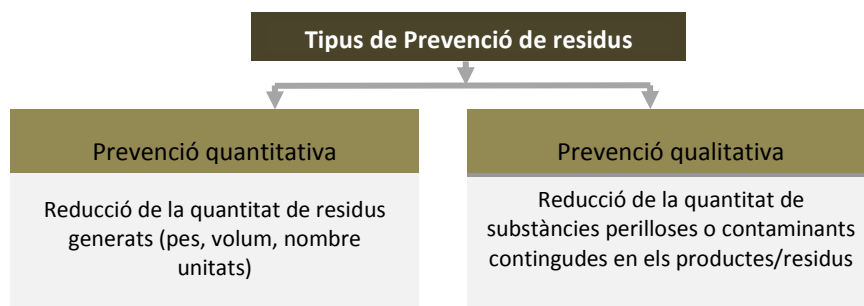 Tipus de Prevenció de residus
Prevenció quantitativa
Reducció de la quantitat de residus
generats (pes, volum, nombre
unitats)
Prevenció qualitativa
Reducció de la quantitat de
substàncies perilloses o contaminants
contingudes en els productes/residus